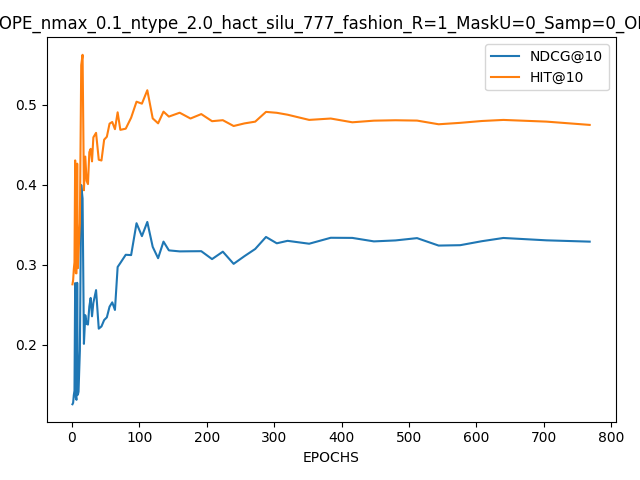 OPE_nmax_0.1_ntype_2.0_hact_silu_777_fashion_R=1_MaskU=0_Samp=0_O
NDCG@10
HIT@10
0.5
0.4
0.3
0.2
0 100 200 300 400 500 600 700 800
EPOCHS